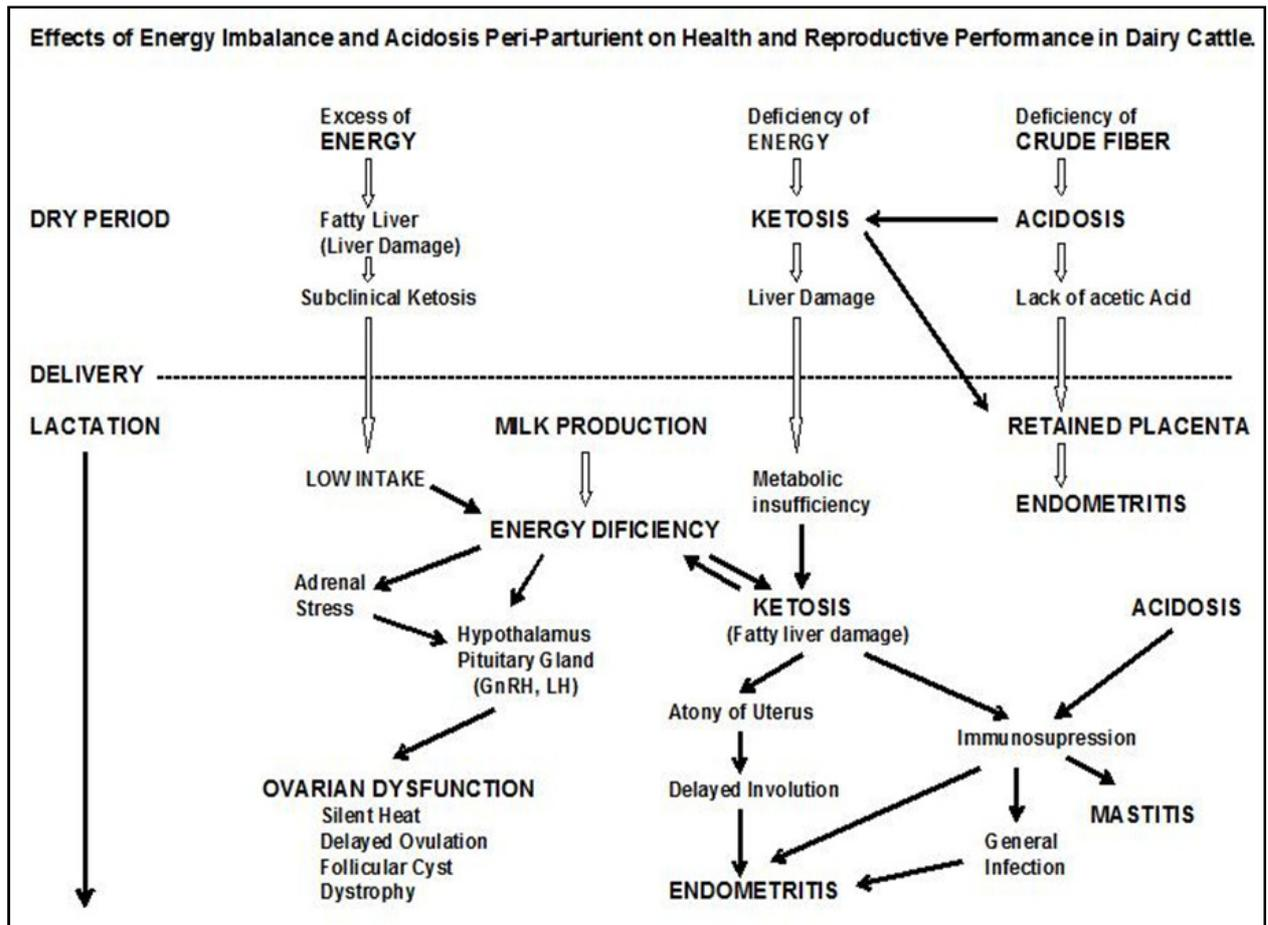 Effects of Energy Imbalance and Acidosis Peri-Parturient on Health and Reproductive Performance in Dairy Cattle.
Excess of
ENERGY
Deficiency of
ENERGY
Deficiency of
CRUDE FIBER
DRY PERIOD
Fatty Liver
(Liver Damage)
KETOSIS
ACIDOSIS
Subclinical Ketosis
Liver Damage
Lack of acetic Acid
DELIVERY
LACTATION
MILK PRODUCTION
RETAINED PLACENTA
LOW INTAKE
Metabolic
insufficiency
ENDOMETRITIS
ENERGY DIFICIENCY
Adrenal
Stress
KETOSIS
(Fatty liver damage)
ACIDOSIS
Hypothalamus
Pituitary Gland
(GnRH, LH)
Atony of Uterus
Immunosupression
OVARIAN DYSFUNCTION
Silent Heat
Delayed Ovulation
Follicular Cyst
Dystrophy
Delayed Involution
MASTITIS
General
Infection
ENDOMETRITIS